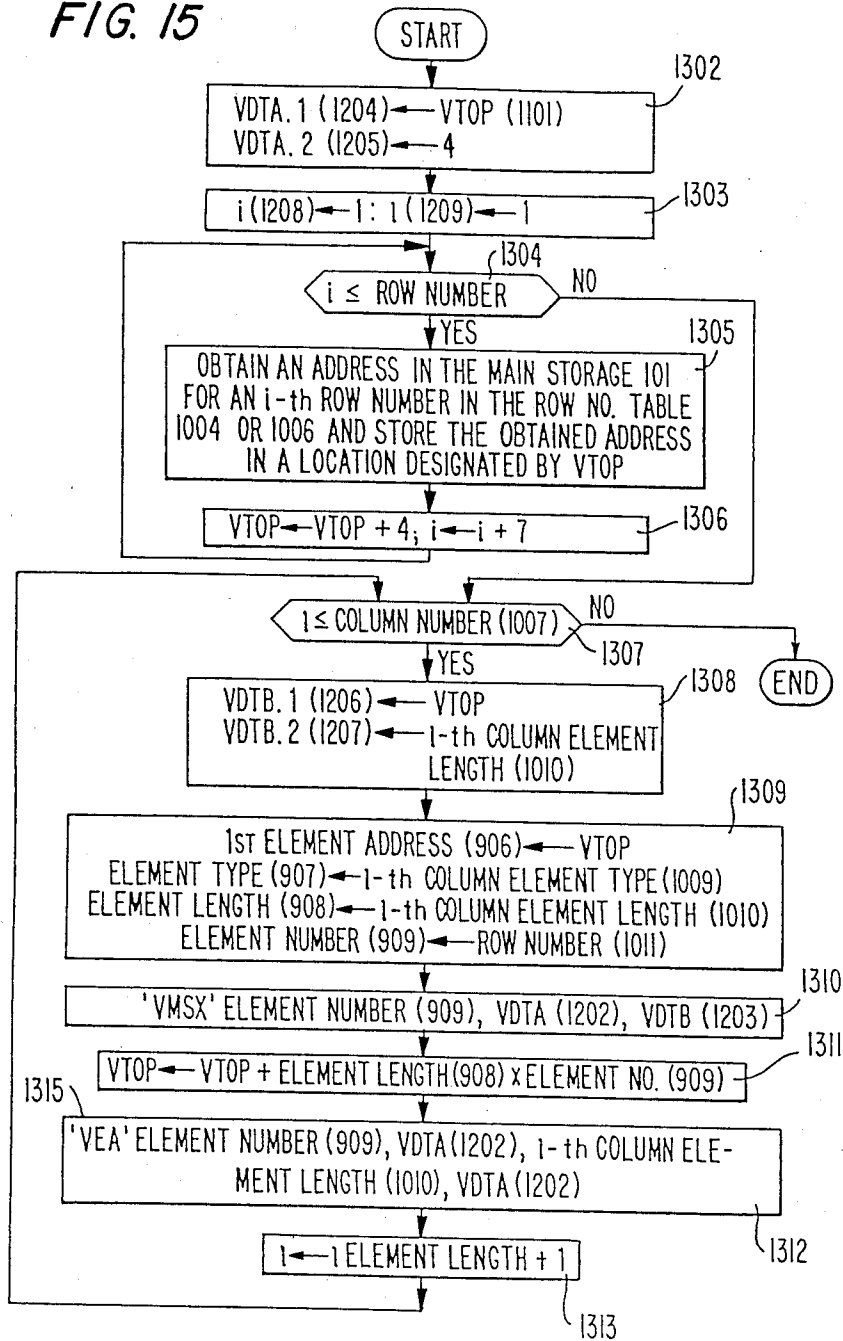 FIG. 15
START
1302
VDTA. 1 (1204)←VTOP (1101)
VDTA. 2 (1205)←4
1303
i(1208)←1: l(1209)←1
1304
i ≤ ROW NUMBER
NO
YES
1305
OBTAIN AN ADDRESS IN THE MAIN STORAGE 101
FOR AN i-th ROW NUMBER IN THE ROW NO. TABLE
1004 OR 1006 AND STORE THE OBTAINED ADDRESS
IN A LOCATION DESIGNATED BY VTOP
VTOP←VTOP + 4; i←i + 7
1306
l ≤ COLUMN NUMBER (1007)
NO
1307
YES
END
1308
VDTB. 1 (1206)←VTOP
VDTB. 2 (1207)←l-th COLUMN ELEMENT
LENGTH (1010)
1309
1ST ELEMENT ADDRESS (906)←VTOP
ELEMENT TYPE (907)←l-th COLUMN ELEMENT TYPE (1009)
ELEMENT LENGTH (908)←l-th COLUMN ELEMENT LENGTH (1010)
ELEMENT NUMBER (909)←ROW NUMBER (1011)
1310
'VMSX' ELEMENT NUMBER (909), VDTA (1202), VDTB (1203)
1311
VTOP←VTOP + ELEMENT LENGTH(908) x ELEMENT NO. (909)
1315
'VEA' ELEMENT NUMBER (909), VDTA (1202), l-th COLUMN ELE-
MENT LENGTH (1010), VDTA (1202)
1312
l←l ELEMENT LENGTH + 1
1313